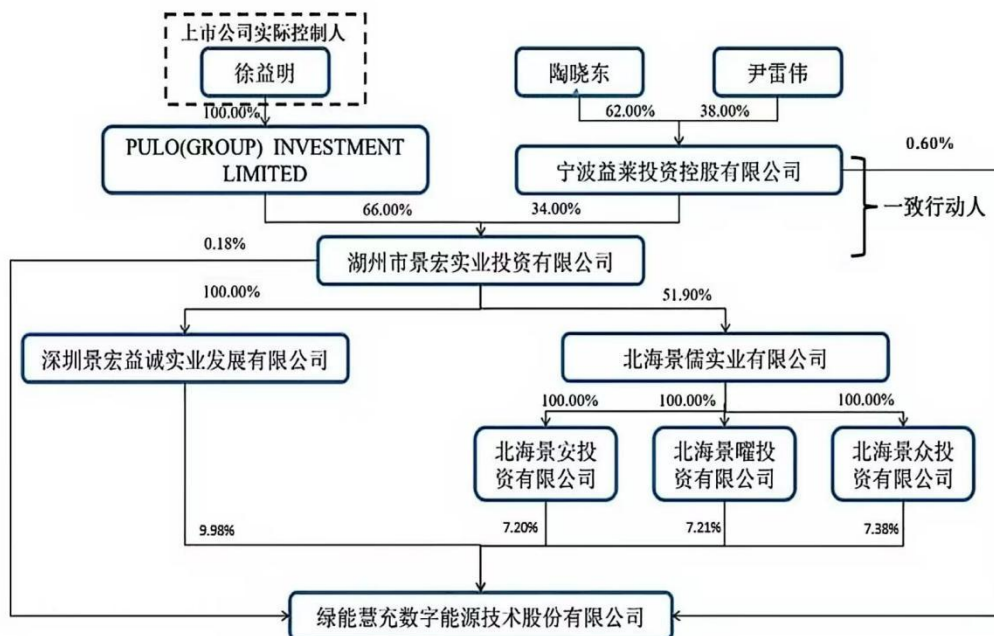 上市公司实际控制人
徐益明
陶晓东
尹雷伟
100.00%
62.00%
38.00%
PULO(GROUP) INVESTMENT
LIMITED
宁波益莱投资控股有限公司
0.60%
一致行动人
66.00%
34.00%
0.18%
湖州市景宏实业投资有限公司
100.00%
51.90%
深圳景宏益诚实业发展有限公司
北海景儒实业有限公司
100.00%
100.00%
100.00%
北海景安投
资有限公司
北海景曜投
资有限公司
北海景众投
资有限公司
9.98%
7.20%
7.21%
7.38%
绿能慧充数字能源技术股份有限公司